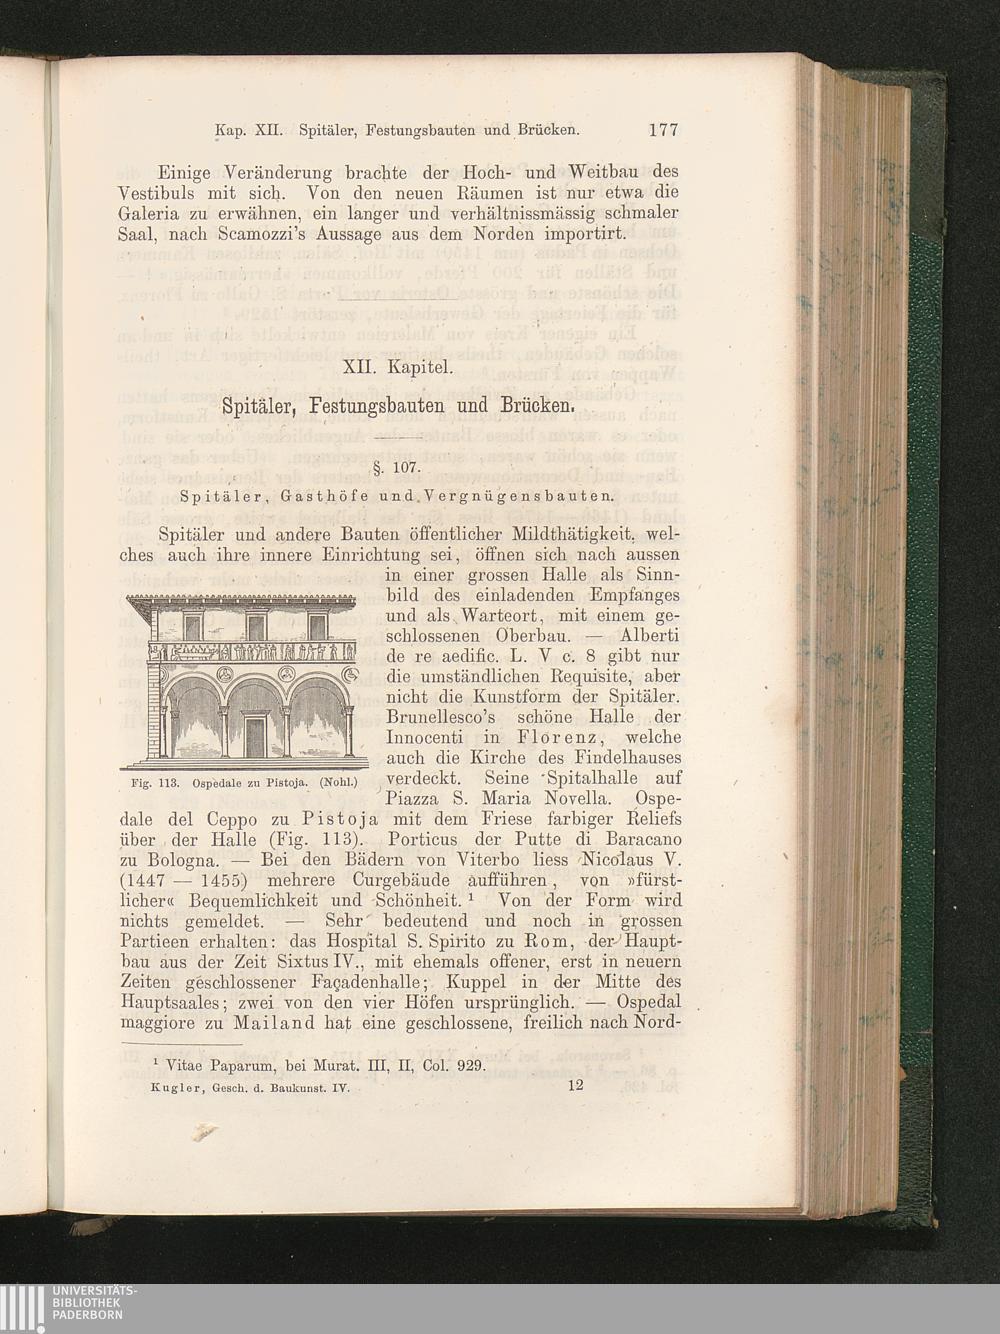 Kap. XII. Spitäler, Festungsbauten und Brücken. 177
Einige Veränderung brachte der Hoch- und Weitbau des
Vestibuls mit sich. Von den neuen Räumen ist nur etwa die
Galeria zu erwähnen, ein langer und verhältnissmässig schmaler
Saal, nach Scamozzi's Aussage aus dem Norden importirt.
XII. Kapitel.
Spitäler, Festungsbauten und Brücken.
§. 107.
Spitäler, Gasthöfe und Vergnügensbauten.
Spitäler und andere Bauten öffentlicher Mildthätigkeit, wel-
ches auch ihre innere Einrichtung sei, öffnen sich nach aussen
in einer grossen Halle als Sinn-
bild des einladenden Empfanges
und als Warteort, mit einem ge-
schlossenen Oberbau. — Alberti
de re aedific. L. V c. 8 gibt nur
die umständlichen Requisite, aber
nicht die Kunstform der Spitäler.
Brunellesco's schöne Halle der
Innocenti in Florenz, welche
auch die Kirche des Findelhauses
verdeckt. Seine Spitalhalle auf
Piazza S. Maria Novella. Ospe-
Fig. 113. Ospedale zu Pistoja. (Nohl.)
dale del Ceppo zu Pistoja mit dem Friese farbiger Reliefs
über der Halle (Fig. 113). Porticus der Putte di Baracano
zu Bologna. — Bei den Bädern von Viterbo liess Nicolaus V.
(1447 — 1455) mehrere Curgebäude aufführen, von »fürst-
licher« Bequemlichkeit und Schönheit. ¹ Von der Form wird
nichts gemeldet. — Sehr bedeutend und noch in grossen
Partieen erhalten: das Hospital S. Spirito zu Rom, der Haupt-
bau aus der Zeit Sixtus IV., mit ehemals offener, erst in neuern
Zeiten geschlossener Façadenhalle; Kuppel in der Mitte des
Hauptsaales; zwei von den vier Höfen ursprünglich. — Ospedal
maggiore zu Mailand hat eine geschlossene, freilich nach Nord-
¹ Vitae Paparum, bei Murat. III, II, Col. 929.
Kugler, Gesch. d. Baukunst. IV. 12
UNIVERSITÄTS-
BIBLIOTHEK
PADERBORN